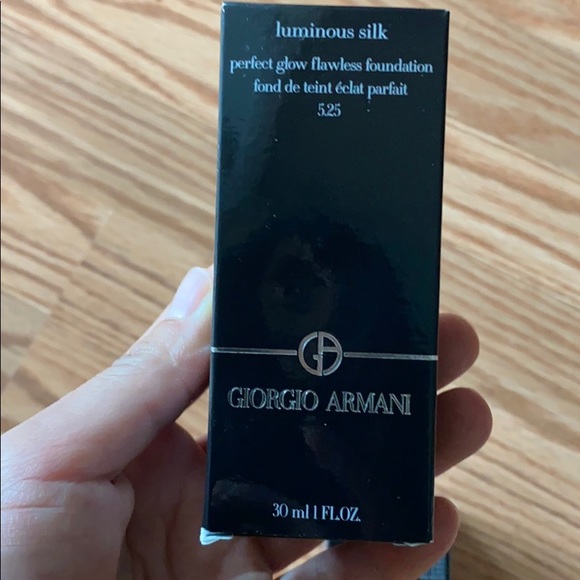 luminous silk
perfect glow flawless foundation
fond de teint éclat parfait
5.25
GA
GIORGIO ARMANI
30 ml 1 FL.OZ.